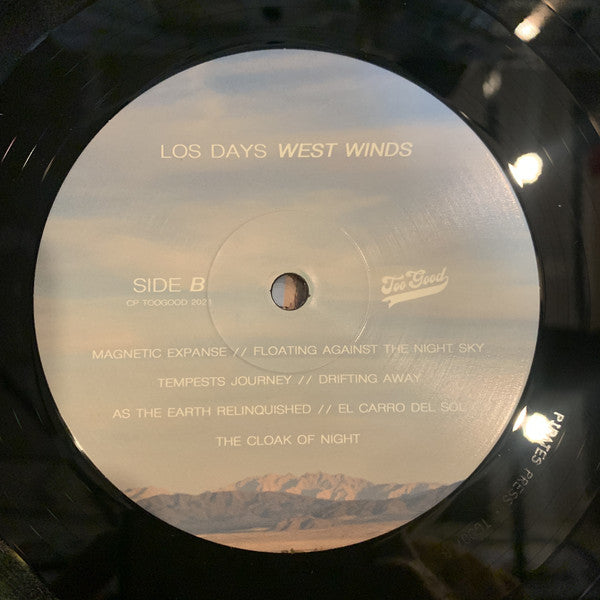 LOS DAYS WEST WINDS
SIDE B
CP TOOGOOD 2021
Too Good
MAGNETIC EXPANSE // FLOATING AGAINST THE NIGHT SKY
TEMPESTS JOURNEY // DRIFTING AWAY
AS THE EARTH RELINQUISHED // EL CARRO DEL SOL
THE CLOAK OF NIGHT
PIRATES PRESS